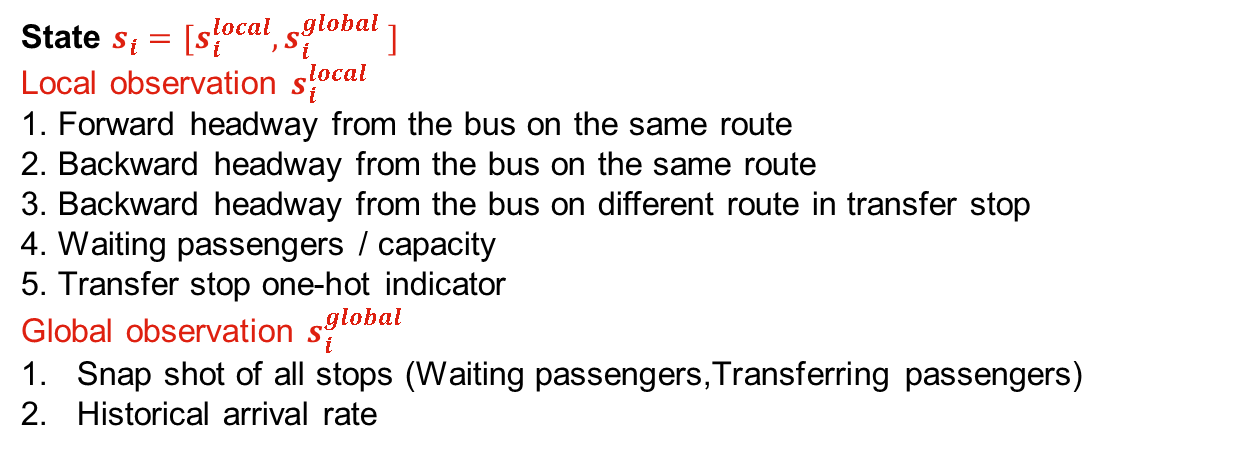 State s_i = [s_i^local, s_i^global]
Local observation s_i^local
1. Forward headway from the bus on the same route
2. Backward headway from the bus on the same route
3. Backward headway from the bus on different route in transfer stop
4. Waiting passengers / capacity
5. Transfer stop one-hot indicator
Global observation s_i^global
1. Snap shot of all stops (Waiting passengers,Transferring passengers)
2. Historical arrival rate